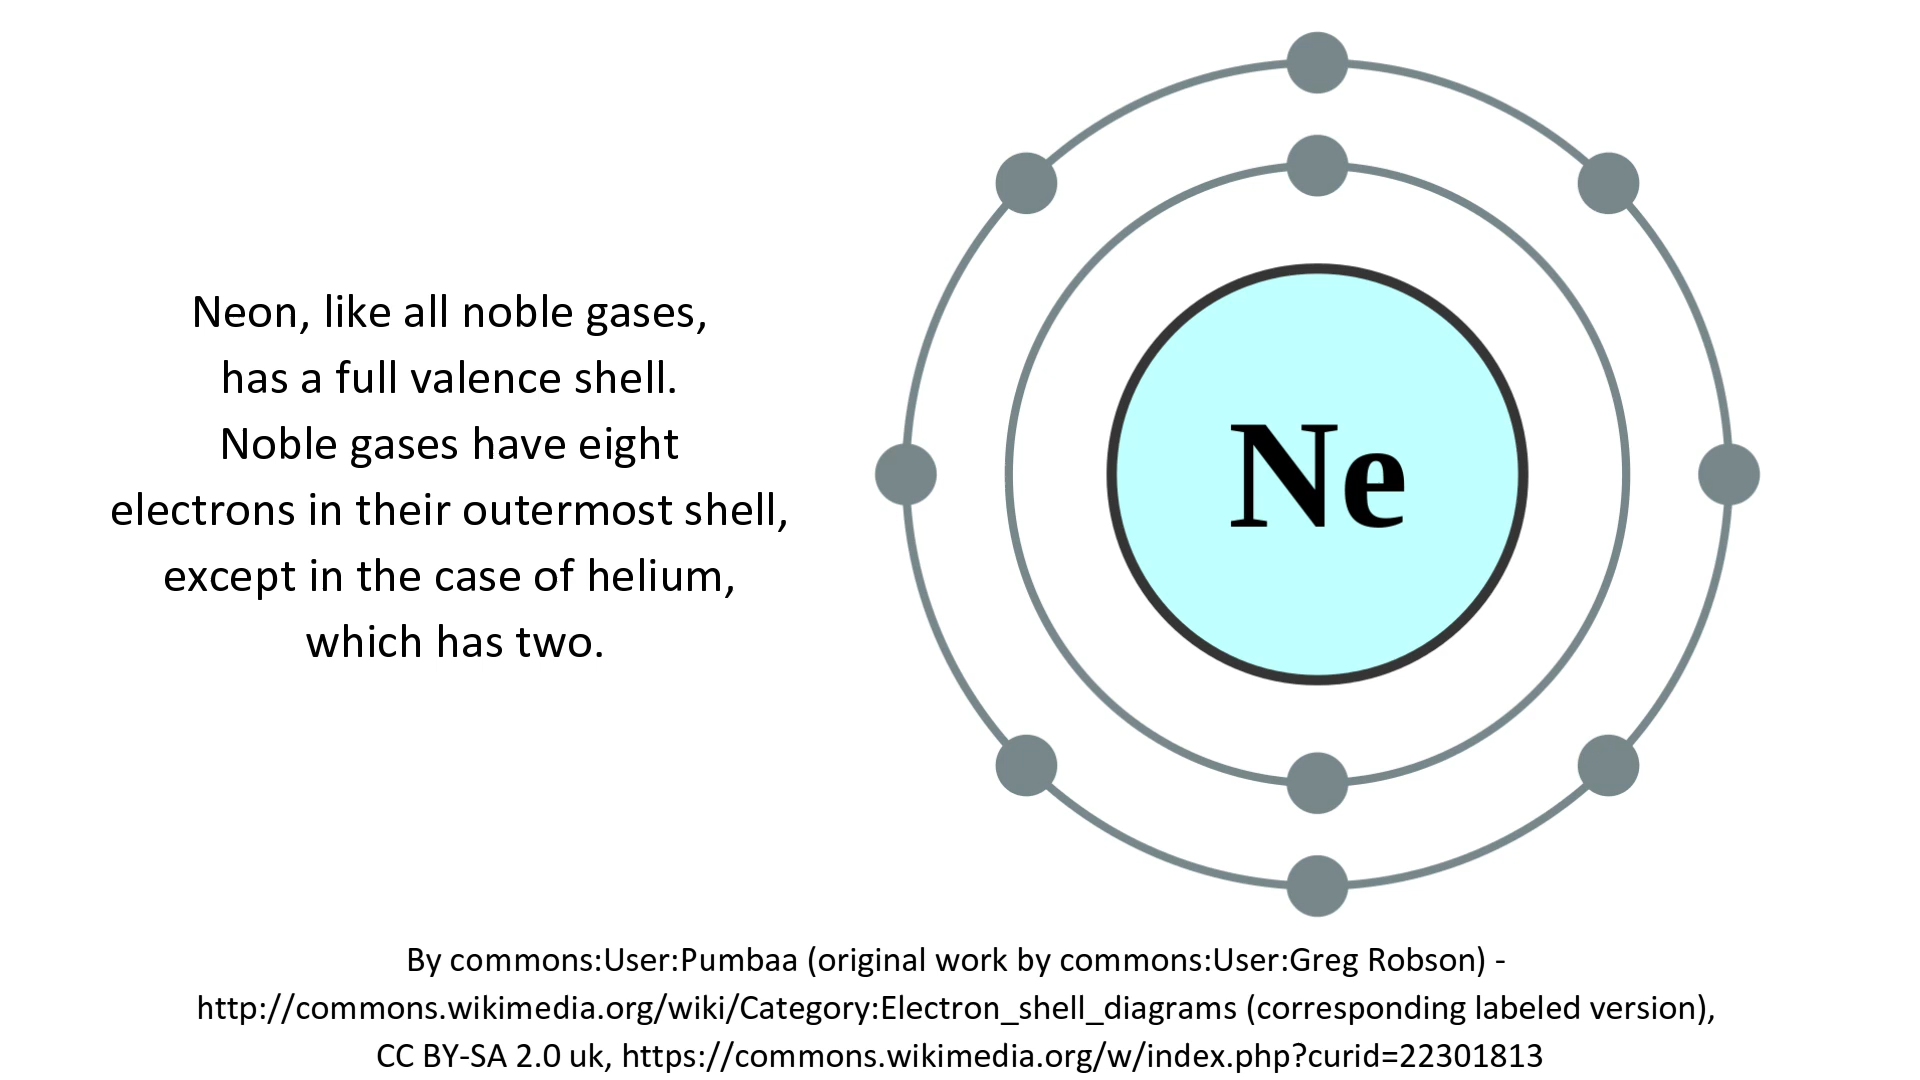 Neon, like all noble gases,
has a full valence shell.
Noble gases have eight
electrons in their outermost shell,
except in the case of helium,
which has two.
Ne
By commons:User:Pumbaa (original work by commons:User:Greg Robson) -
http://commons.wikimedia.org/wiki/Category:Electron_shell_diagrams (corresponding labeled version),
CC BY-SA 2.0 uk, https://commons.wikimedia.org/w/index.php?curid=22301813